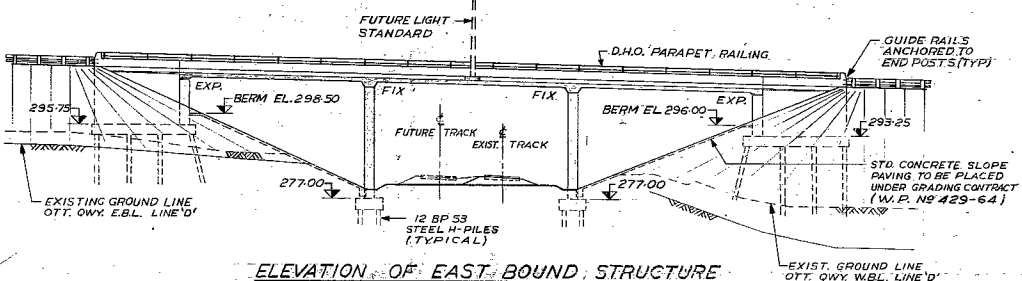 FUTURE LIGHT
STANDARD
D.H.O. PARAPET RAILING
GUIDE RAILS
ANCHORED TO
END POSTS (TYP)
EXP.
FIX
FIX
EXP.
295.75
BERM EL. 298.50
BERM EL 296.00
293.25
℄
℄
FUTURE TRACK
EXIST. TRACK
277.00
277.00
STD. CONCRETE SLOPE
PAVING TO BE PLACED
UNDER GRADING CONTRACT
(W.P. Nº 429-64)
EXISTING GROUND LINE
OTT. QWY. E.B.L. LINE 'D'
12 BP 53
STEEL H-PILES
(TYPICAL)
EXIST. GROUND LINE
OTT. QWY. W.B.L. LINE 'D'
ELEVATION OF EAST BOUND STRUCTURE